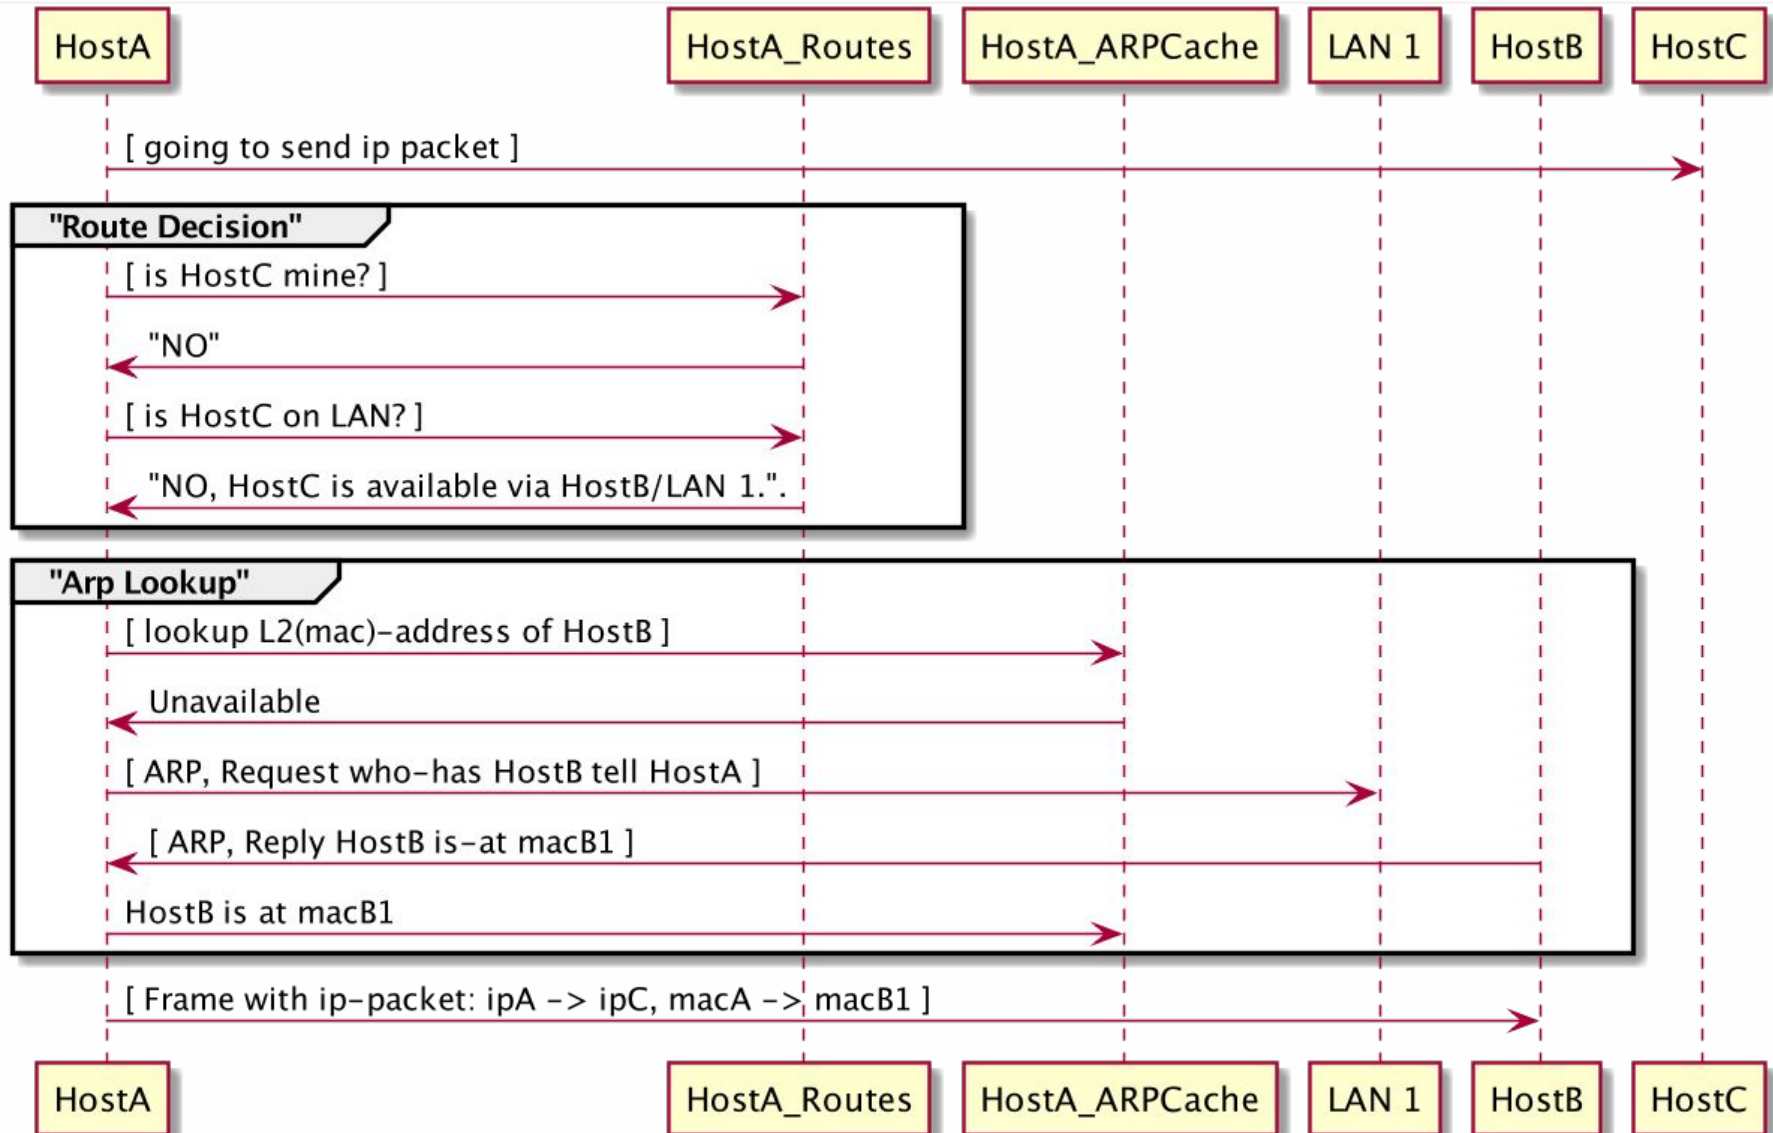 HostA HostA_Routes HostA_ARPCache LAN 1 HostB HostC
[ going to send ip packet ]
"Route Decision"
[ is HostC mine? ]
"NO"
[ is HostC on LAN? ]
"NO, HostC is available via HostB/LAN 1.".
"Arp Lookup"
[ lookup L2(mac)-address of HostB ]
Unavailable
[ ARP, Request who-has HostB tell HostA ]
[ ARP, Reply HostB is-at macB1 ]
HostB is at macB1
[ Frame with ip-packet: ipA -> ipC, macA -> macB1 ]
HostA HostA_Routes HostA_ARPCache LAN 1 HostB HostC